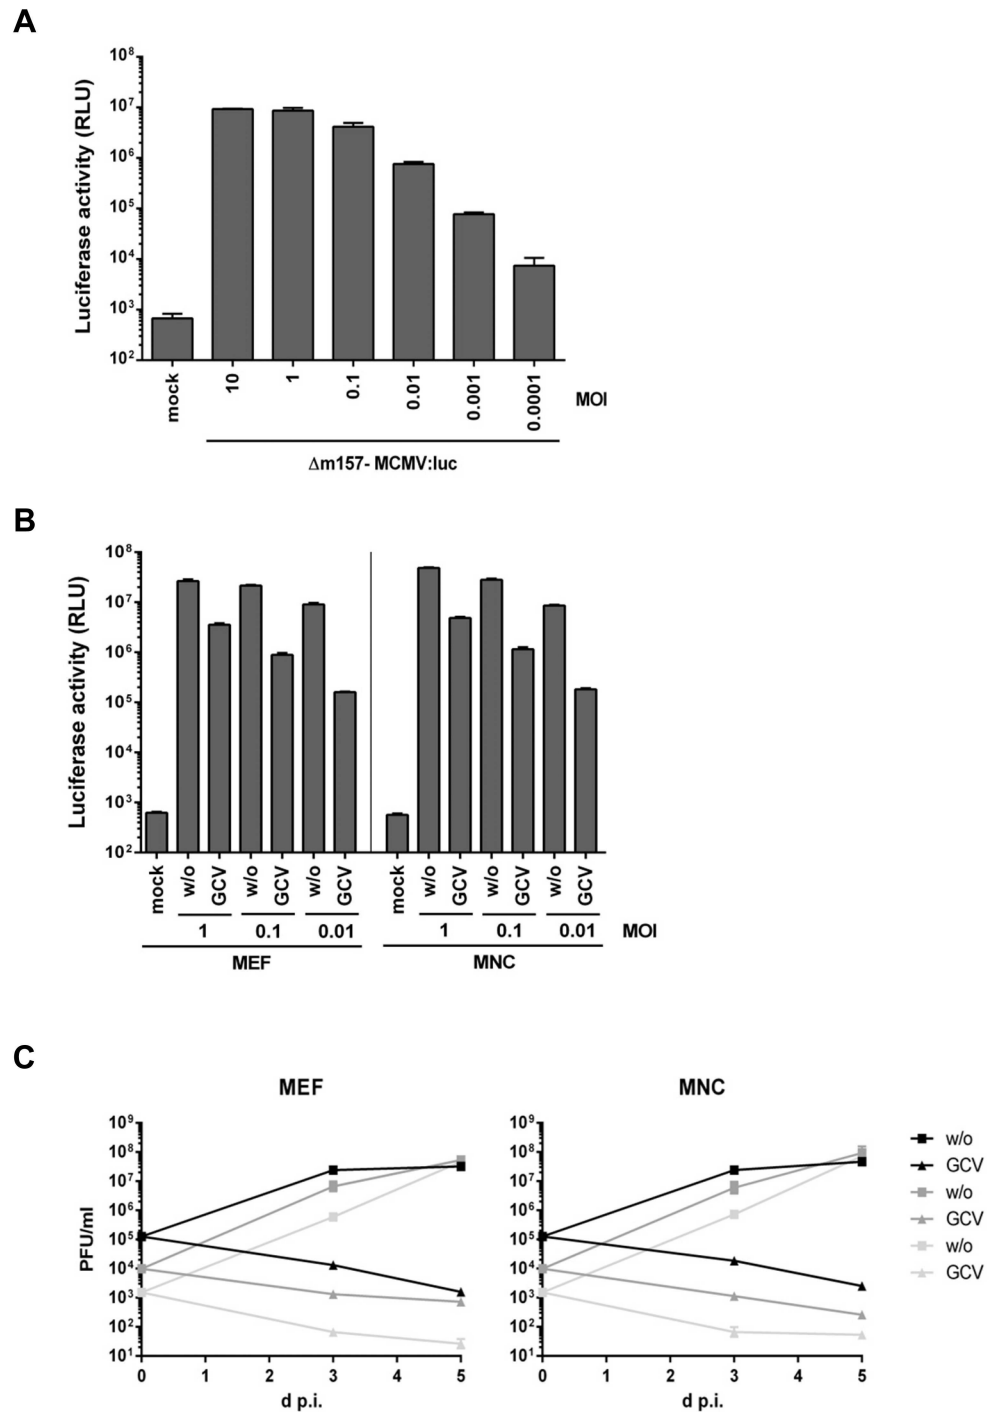 A
Luciferase activity (RLU)
10⁸
10⁷
10⁶
10⁵
10⁴
10³
10²
mock
10
1
0.1
0.01
0.001
0.0001
MOI
Δm157- MCMV:luc
B
Luciferase activity (RLU)
10⁸
10⁷
10⁶
10⁵
10⁴
10³
10²
mock
w/o
GCV
w/o
GCV
w/o
GCV
mock
w/o
GCV
w/o
GCV
w/o
GCV
1 0.1 0.01 1 0.1 0.01 MOI
MEF MNC
C
MEF
PFU/ml
10⁹
10⁸
10⁷
10⁶
10⁵
10⁴
10³
10²
10¹
0 1 2 3 4 5
d p.i.
MNC
10⁹
10⁸
10⁷
10⁶
10⁵
10⁴
10³
10²
10¹
0 1 2 3 4 5
d p.i.
w/o
GCV
w/o
GCV
w/o
GCV